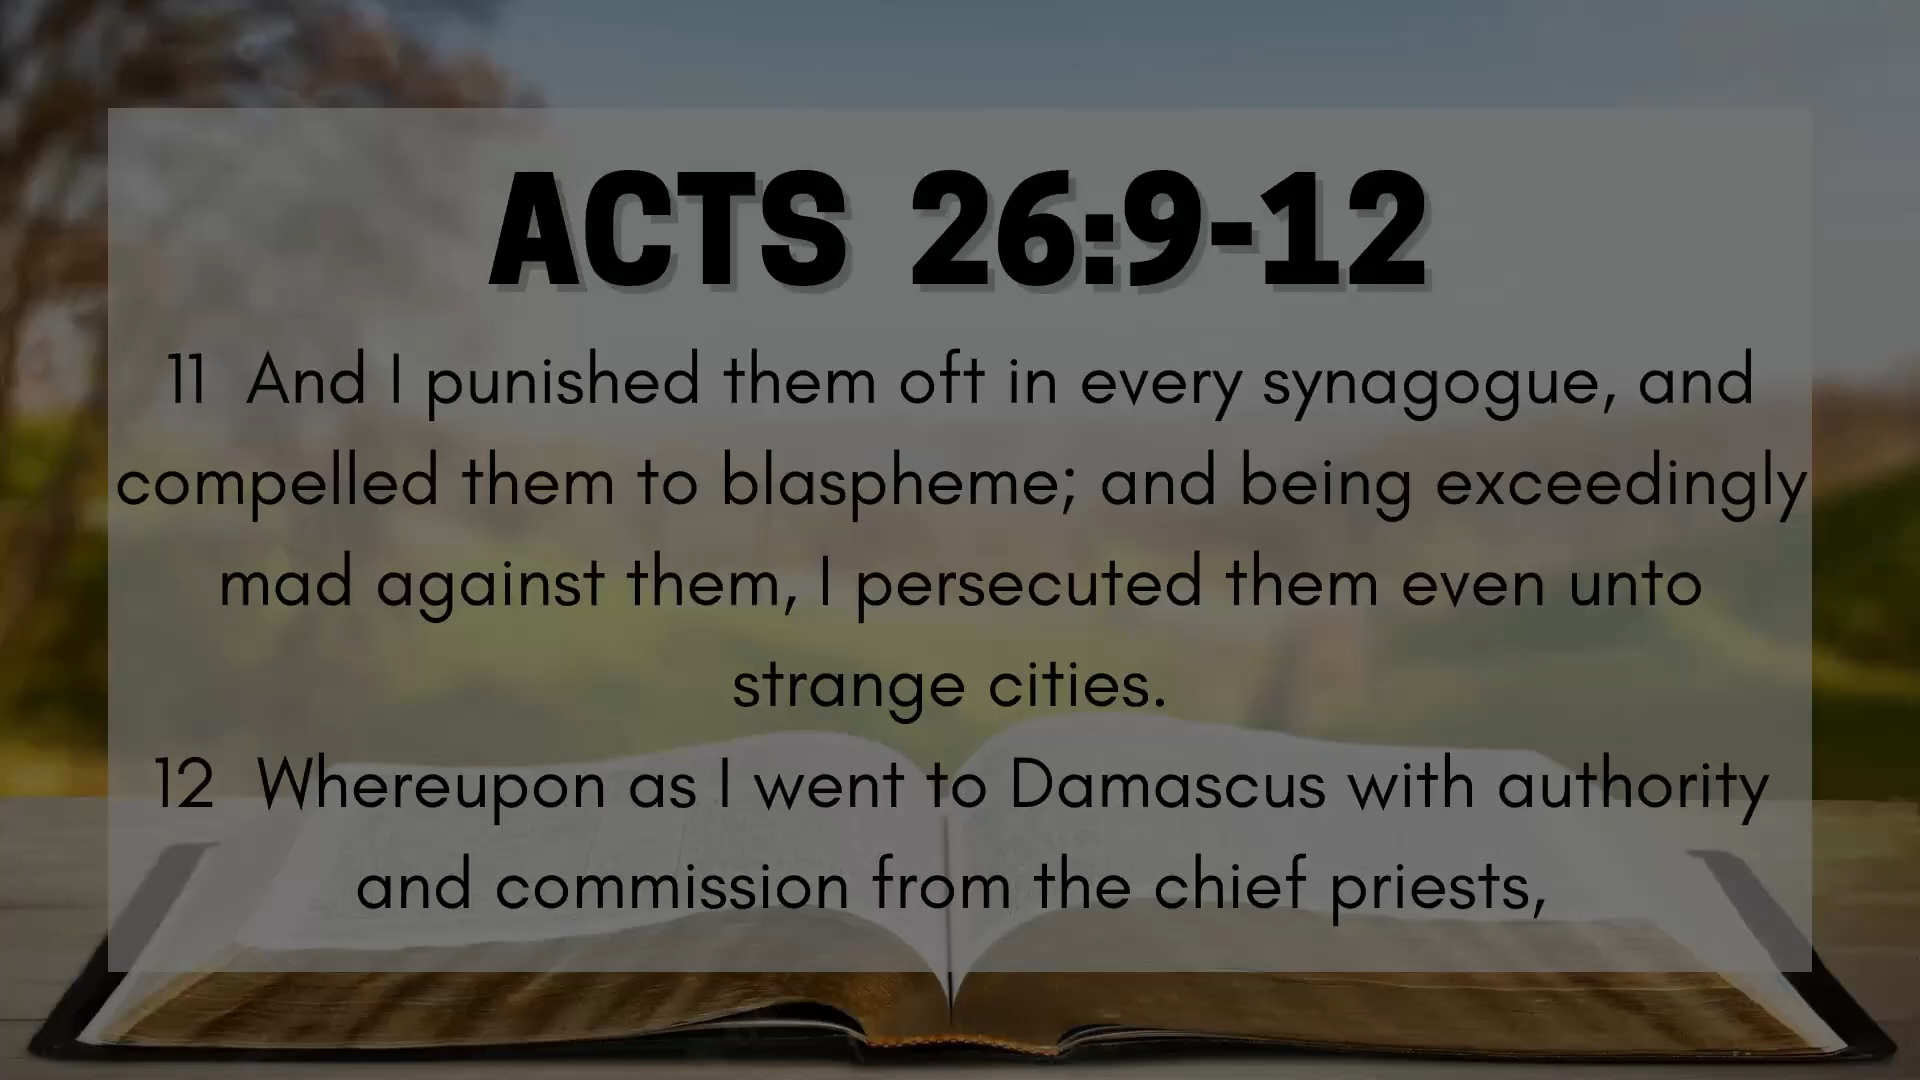 ACTS 26:9-12
11 And I punished them oft in every synagogue, and
compelled them to blaspheme; and being exceedingly
mad against them, I persecuted them even unto
strange cities.
12 Whereupon as I went to Damascus with authority
and commission from the chief priests,